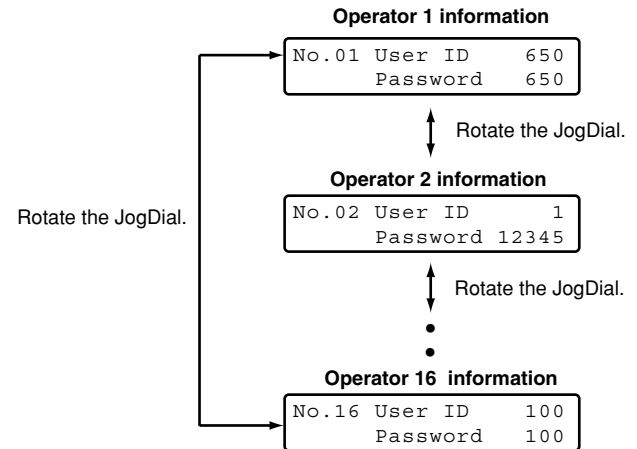 Operator 1 information
No.01 User ID 650
Password 650
Rotate the JogDial.
Operator 2 information
Rotate the JogDial.
No.02 User ID 1
Password 12345
Rotate the JogDial.
Operator 16 information
No.16 User ID 100
Password 100